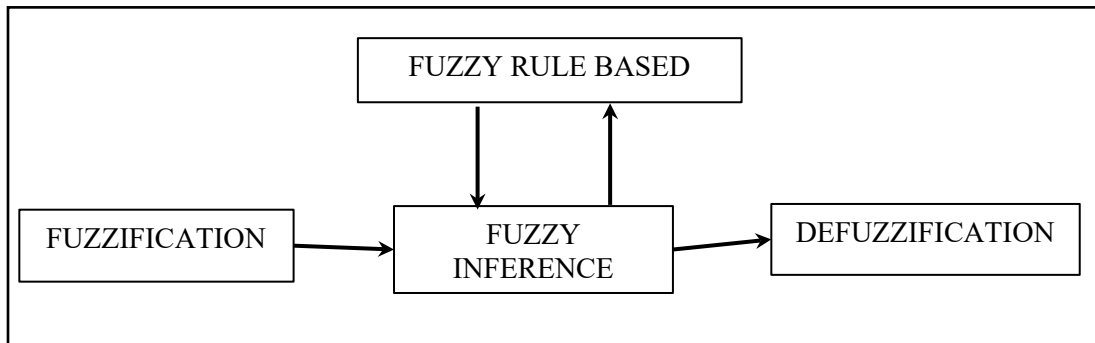 FUZZY RULE BASED
FUZZIFICATION
FUZZY
INFERENCE
DEFUZZIFICATION